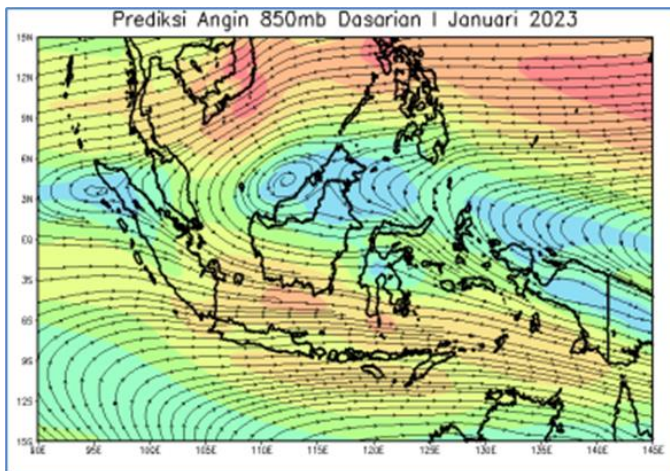 Prediksi Angin 850mb Dasarian I Januari 2023
15N
12N
9N
6N
3N
EQ
3S
6S
9S
12S
15S
90E 95E 100E 105E 110E 115E 120E 125E 130E 135E 140E 145E